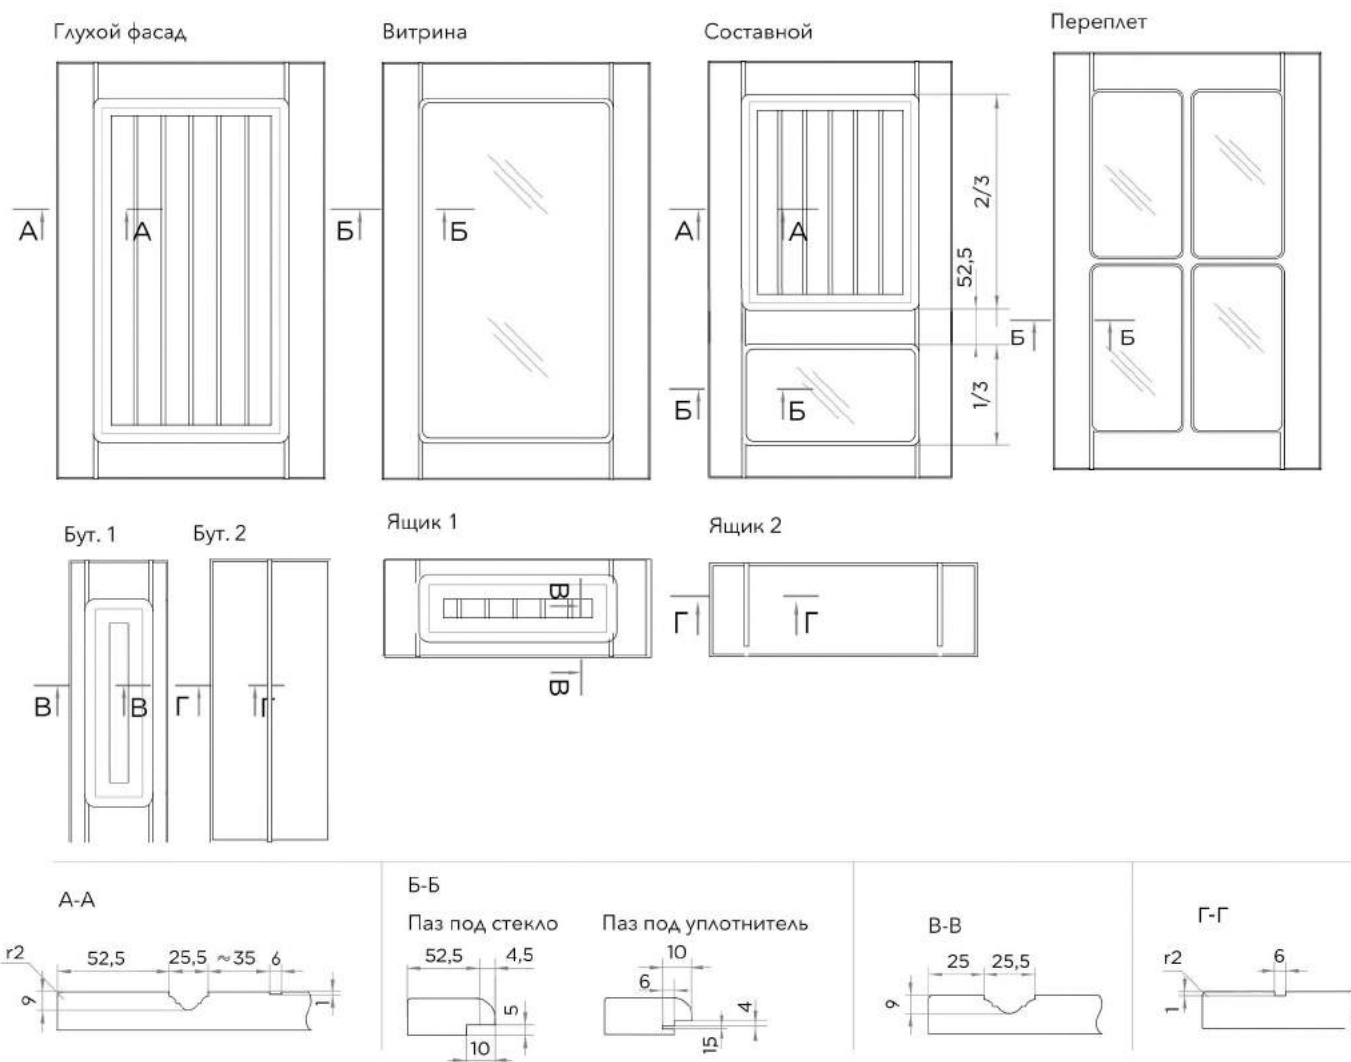 Глухой фасад
Витрина
Составной
Переплет
А А
Б Б
А А
2/3
52,5
Б Б
Б Б
1/3
Бут. 1
Бут. 2
Ящик 1
Ящик 2
В В
Г Г
В
В
Г Г
А-А
r2
52,5
25,5
≈35
6
9
1
Б-Б
Паз под стекло
52,5
4,5
5
10
Паз под уплотнитель
10
6
4
15
В-В
25
25,5
9
Г-Г
r2
6
1